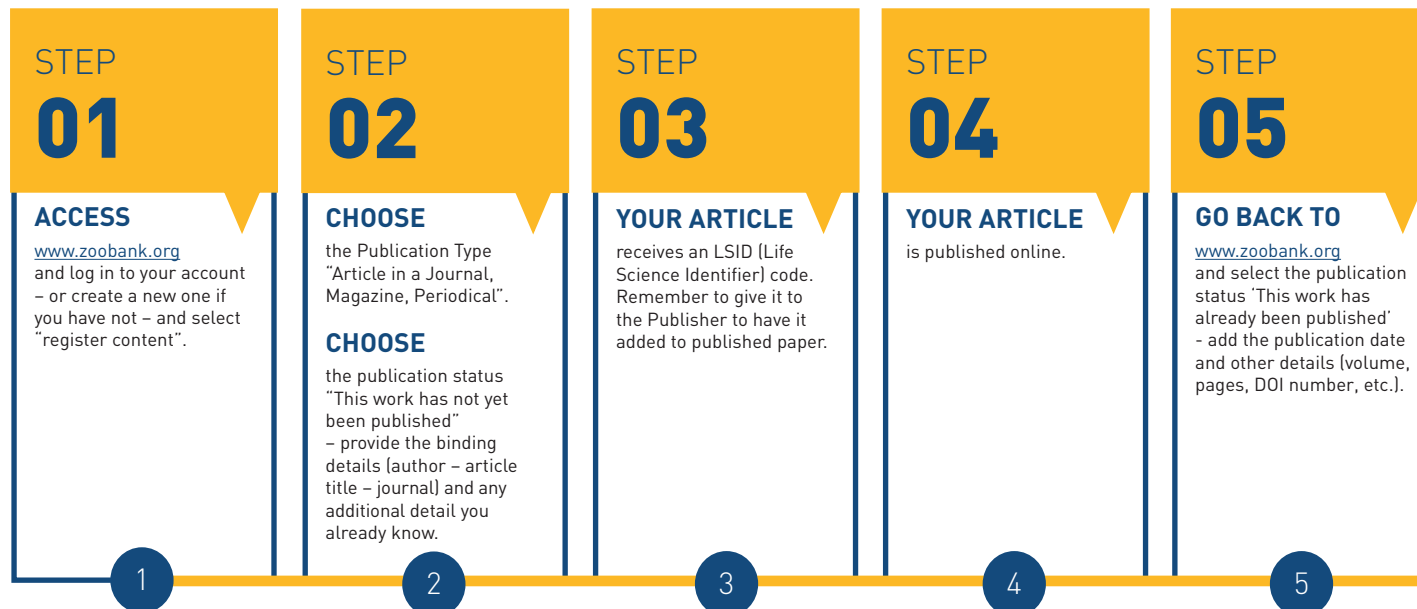 STEP
01
ACCESS
www.zoobank.org
and log in to your account
– or create a new one if
you have not – and select
“register content”.
1
STEP
02
CHOOSE
the Publication Type
“Article in a Journal,
Magazine, Periodical”.
CHOOSE
the publication status
“This work has not yet
been published”
– provide the binding
details (author – article
title – journal) and any
additional detail you
already know.
2
STEP
03
YOUR ARTICLE
receives an LSID (Life
Science Identifier) code.
Remember to give it to
the Publisher to have it
added to published paper.
3
STEP
04
YOUR ARTICLE
is published online.
4
STEP
05
GO BACK TO
www.zoobank.org
and select the publication
status ‘This work has
already been published’
- add the publication date
and other details (volume,
pages, DOI number, etc.).
5